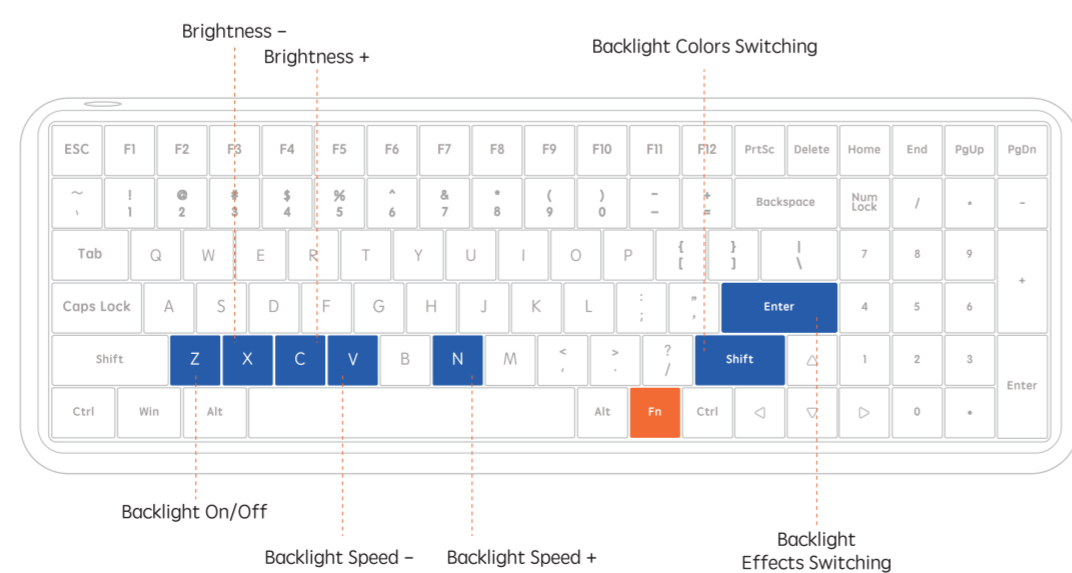 Brightness –
Brightness +
Backlight Colors Switching
ESC F1 F2 F3 F4 F5 F6 F7 F8 F9 F10 F11 F12 PrtSc Delete Home End PgUp PgDn
~ ! @ # $ % ^ & * ( ) – + Backspace Num / * –
\ 1 2 3 4 5 6 7 8 9 0 – = Lock
Tab Q W E R T Y U I O P { } | 7 8 9 +
[ ] \
Caps Lock A S D F G H J K L : " Enter 4 5 6
; '
Shift Z X C V B N M < > ? Shift △ 1 2 3 Enter
, . /
Ctrl Win Alt Alt Fn Ctrl ◁ ▽ ▷ 0 •
Backlight On/Off
Backlight Speed –
Backlight Speed +
Backlight
Effects Switching